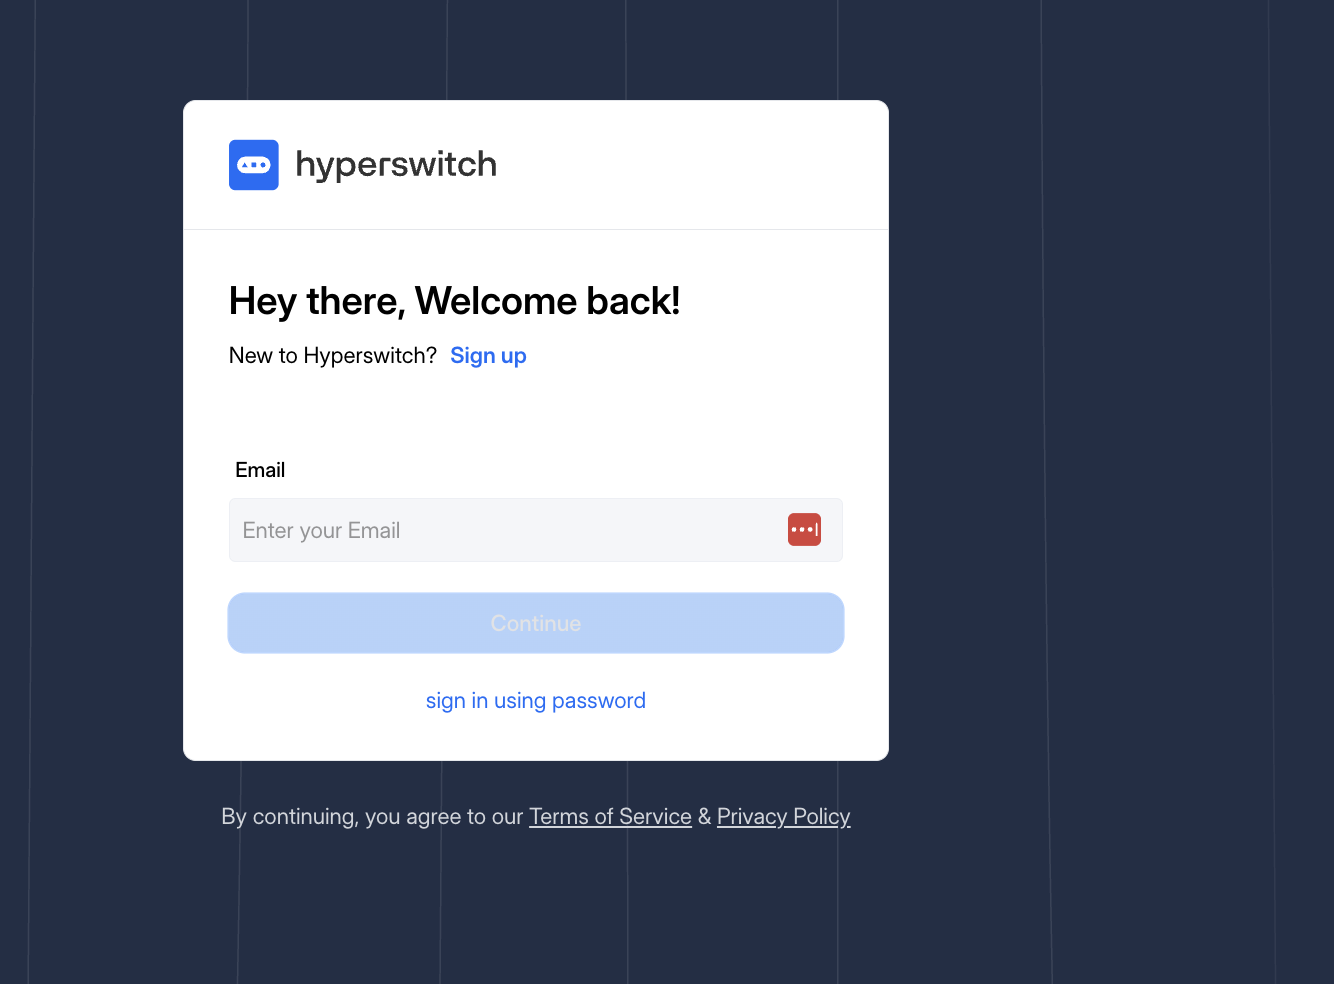 hyperswitch
Hey there, Welcome back!
New to Hyperswitch? Sign up
Email
Enter your Email
Continue
sign in using password
By continuing, you agree to our Terms of Service & Privacy Policy